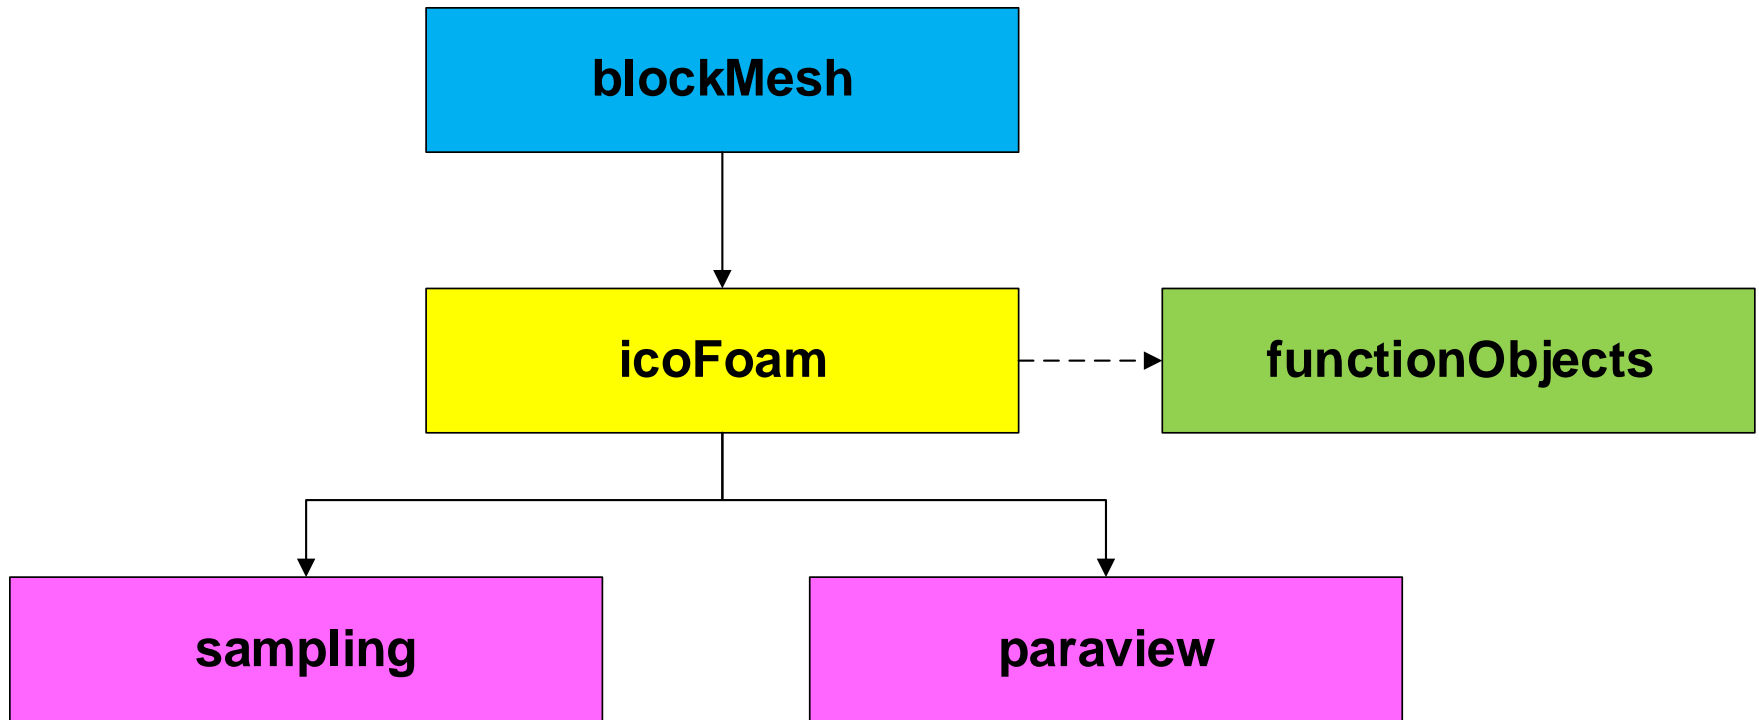 blockMesh
icoFoam
functionObjects
sampling
paraview